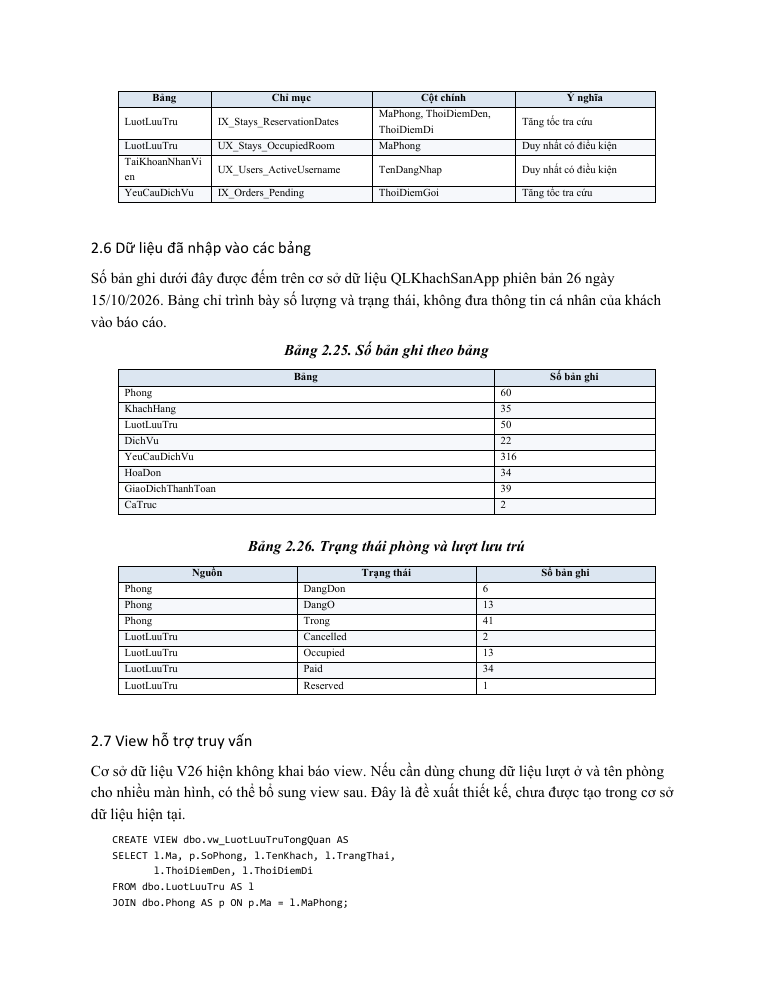 Bảng Chỉ mục Cột chính Ý nghĩa
LuotLuuTru IX_Stays_ReservationDates MaPhong, ThoiDiemDen, ThoiDiemDi Tăng tốc tra cứu
LuotLuuTru UX_Stays_OccupiedRoom MaPhong Duy nhất có điều kiện
TaiKhoanNhanVien UX_Users_ActiveUsername TenDangNhap Duy nhất có điều kiện
YeuCauDichVu IX_Orders_Pending ThoiDiemGoi Tăng tốc tra cứu
2.6 Dữ liệu đã nhập vào các bảng
Số bản ghi dưới đây được đếm trên cơ sở dữ liệu QLKhachSanApp phiên bản 26 ngày
15/10/2026. Bảng chỉ trình bày số lượng và trạng thái, không đưa thông tin cá nhân của khách
vào báo cáo.
Bảng 2.25. Số bản ghi theo bảng
Bảng Số bản ghi
Phong 60
KhachHang 35
LuotLuuTru 50
DichVu 22
YeuCauDichVu 316
HoaDon 34
GiaoDichThanhToan 39
CaTruc 2
Bảng 2.26. Trạng thái phòng và lượt lưu trú
Nguồn Trạng thái Số bản ghi
Phong DangDon 6
Phong DangO 13
Phong Trong 41
LuotLuuTru Cancelled 2
LuotLuuTru Occupied 13
LuotLuuTru Paid 34
LuotLuuTru Reserved 1
2.7 View hỗ trợ truy vấn
Cơ sở dữ liệu V26 hiện không khai báo view. Nếu cần dùng chung dữ liệu lượt ở và tên phòng
cho nhiều màn hình, có thể bổ sung view sau. Đây là đề xuất thiết kế, chưa được tạo trong cơ sở
dữ liệu hiện tại.
CREATE VIEW dbo.vw_LuotLuuTruTongQuan AS
SELECT l.Ma, p.SoPhong, l.TenKhach, l.TrangThai,
l.ThoiDiemDen, l.ThoiDiemDi
FROM dbo.LuotLuuTru AS l
JOIN dbo.Phong AS p ON p.Ma = l.MaPhong;